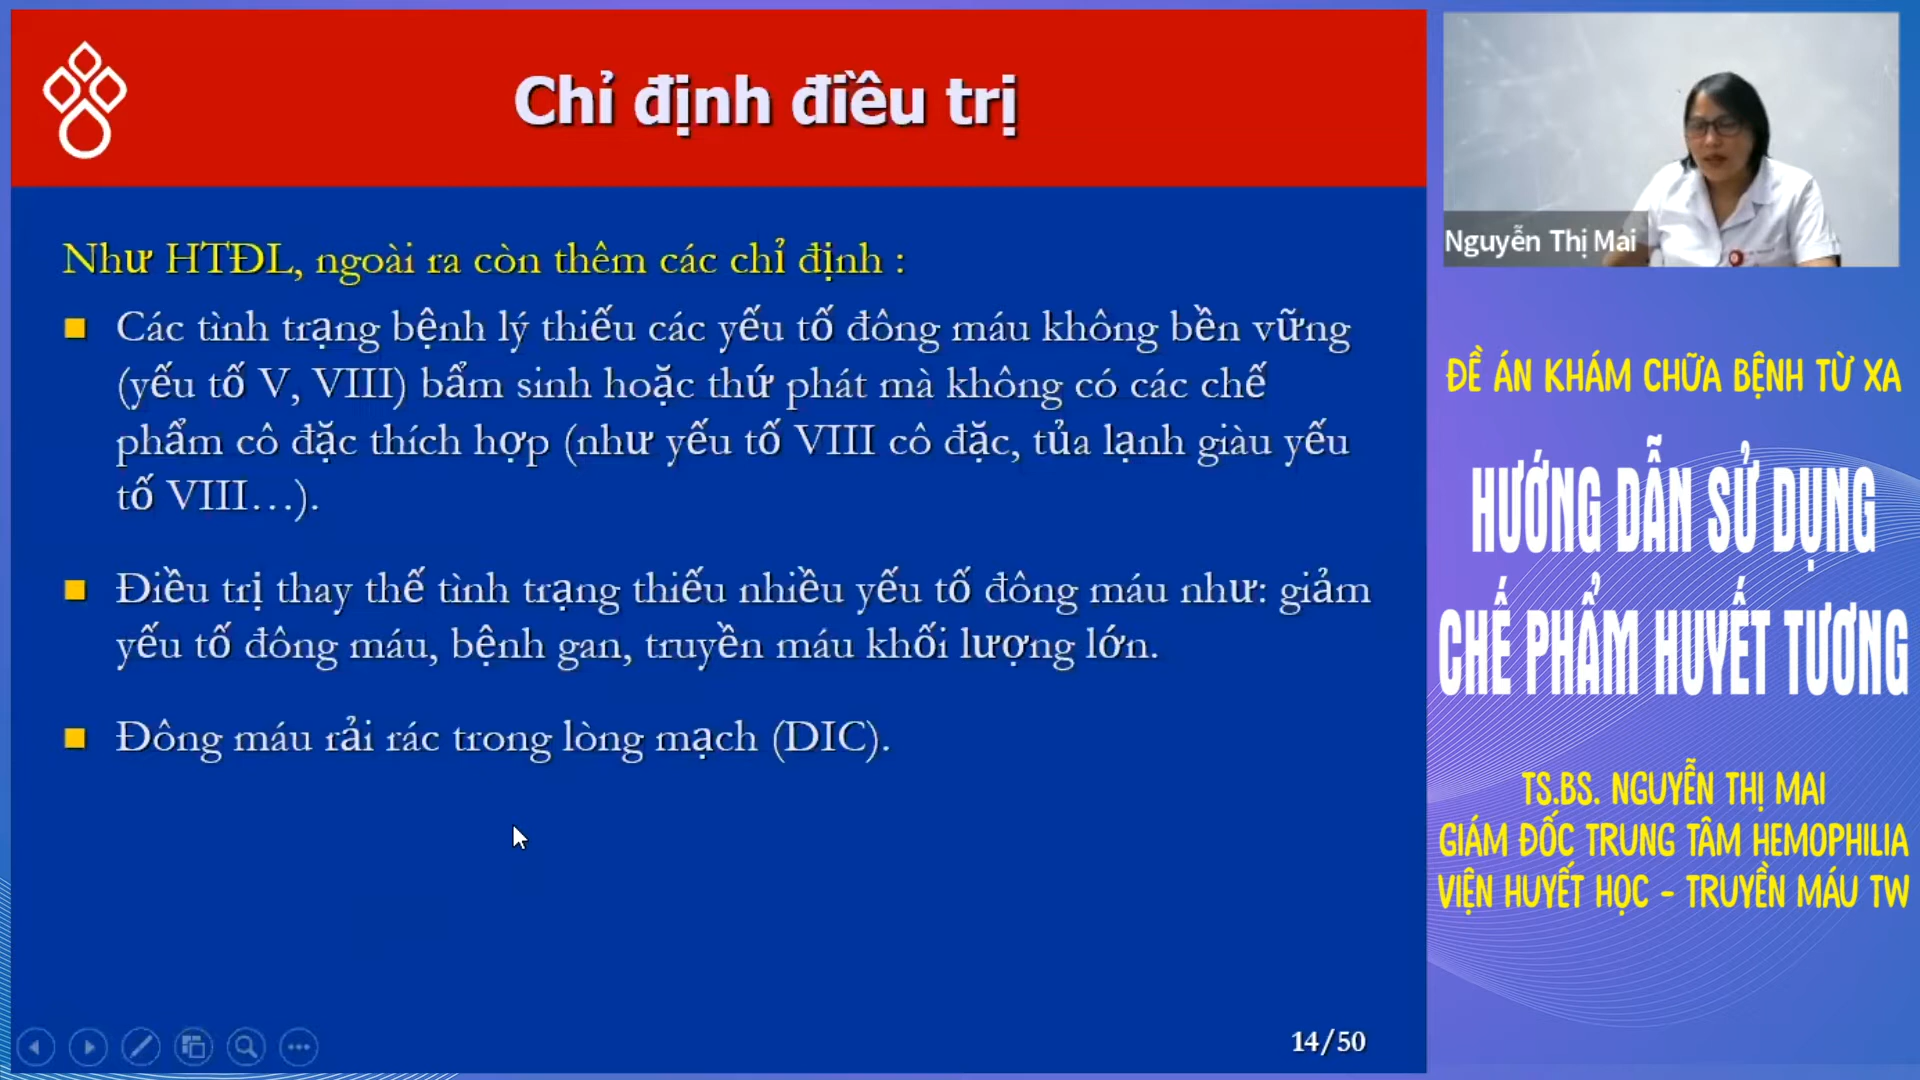 Chỉ định điều trị
Như HTĐL, ngoài ra còn thêm các chỉ định :
Các tình trạng bệnh lý thiếu các yếu tố đông máu không bền vững
(yếu tố V, VIII) bẩm sinh hoặc thứ phát mà không có các chế
phẩm cô đặc thích hợp (như yếu tố VIII cô đặc, tủa lạnh giàu yếu
tố VIII…).
Điều trị thay thế tình trạng thiếu nhiều yếu tố đông máu như: giảm
yếu tố đông máu, bệnh gan, truyền máu khối lượng lớn.
Đông máu rải rác trong lòng mạch (DIC).
14/50
Nguyễn Thị Mai
ĐỀ ÁN KHÁM CHỮA BỆNH TỪ XA
HƯỚNG DẪN SỬ DỤNG
CHẾ PHẨM HUYẾT TƯƠNG
TS.BS. NGUYỄN THỊ MAI
GIÁM ĐỐC TRUNG TÂM HEMOPHILIA
VIỆN HUYẾT HỌC - TRUYỀN MÁU TW